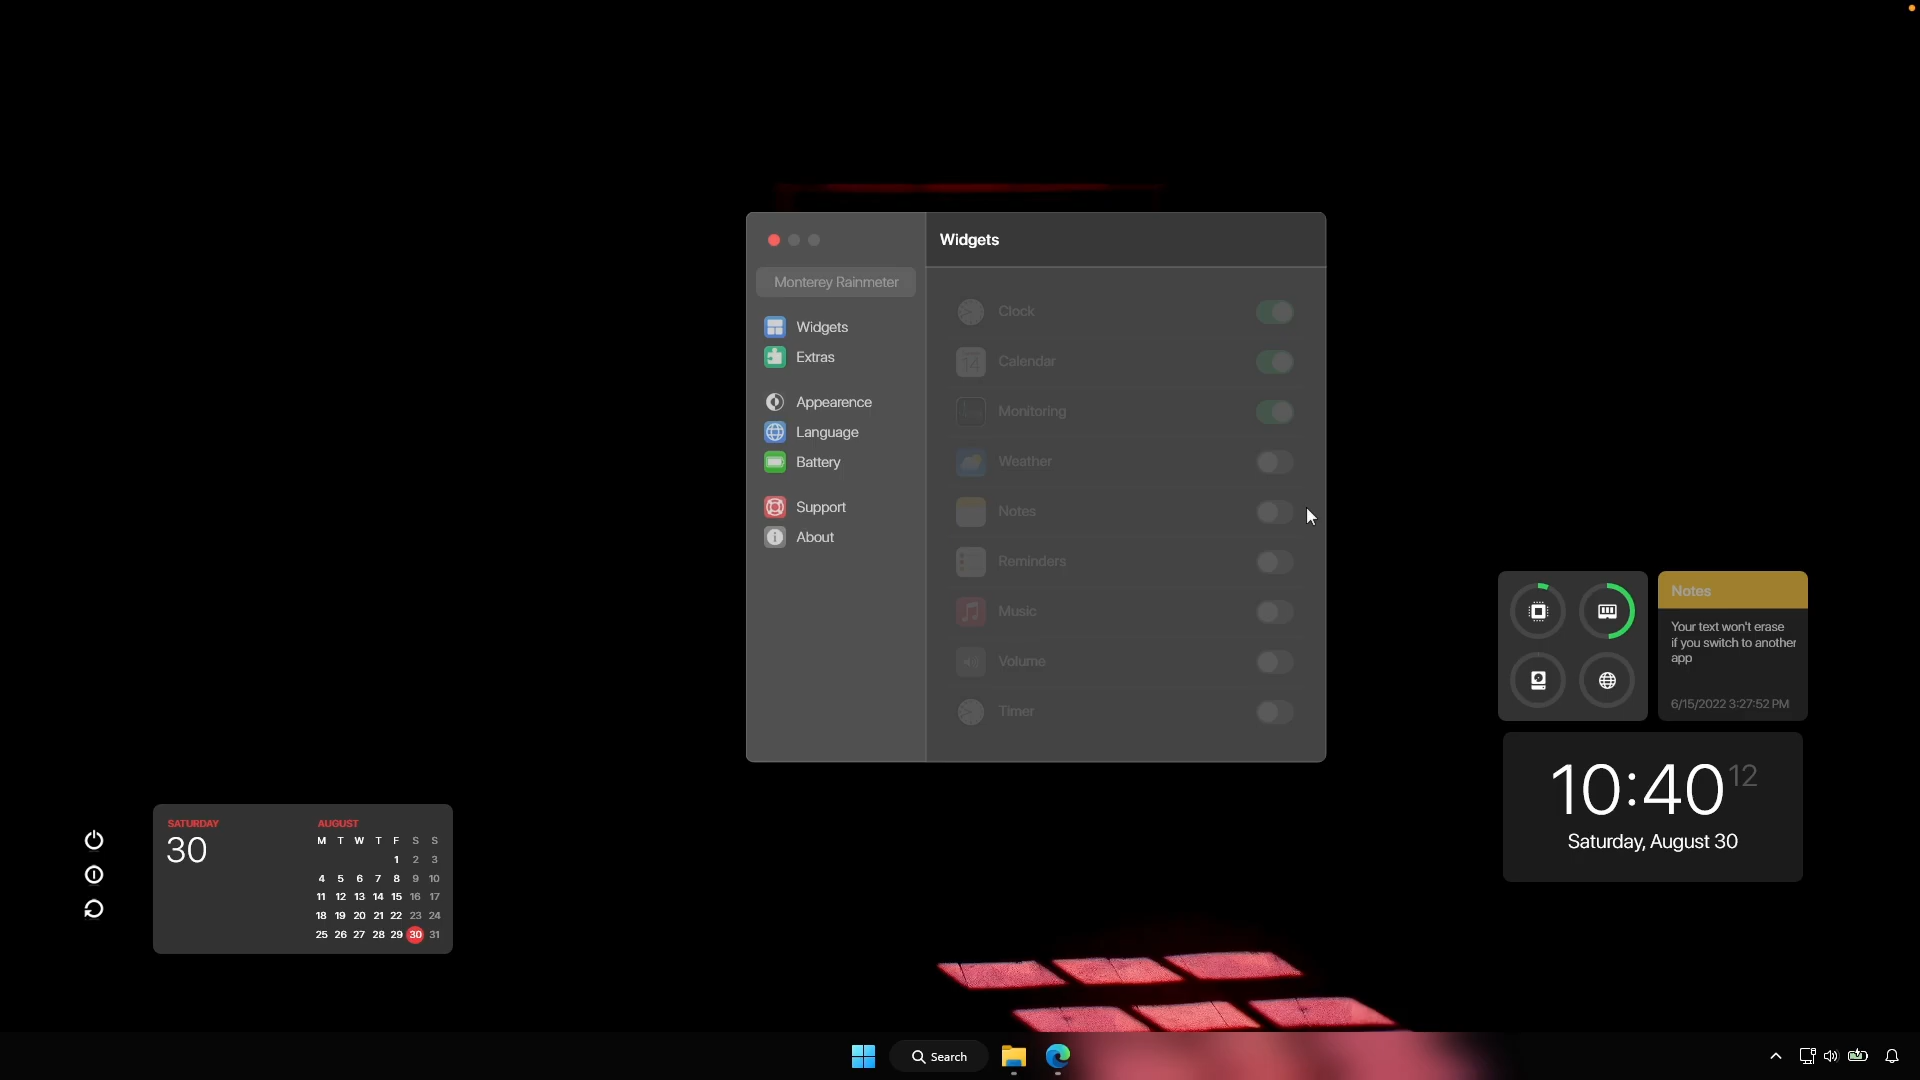 Widgets
Monterey Rainmeter
Widgets
Extras
Appearence
Language
Battery
Support
About
Clock
14
Calendar
Monitoring
Weather
Notes
Reminders
Music
Volume
Timer
Notes
Your text won't erase
if you switch to another
app
6/15/2022 3:27:52 PM
10:40 12
Saturday, August 30
SATURDAY
30
AUGUST
M T W T F S S
1 2 3
4 5 6 7 8 9 10
11 12 13 14 15 16 17
18 19 20 21 22 23 24
25 26 27 28 29 30 31
Search